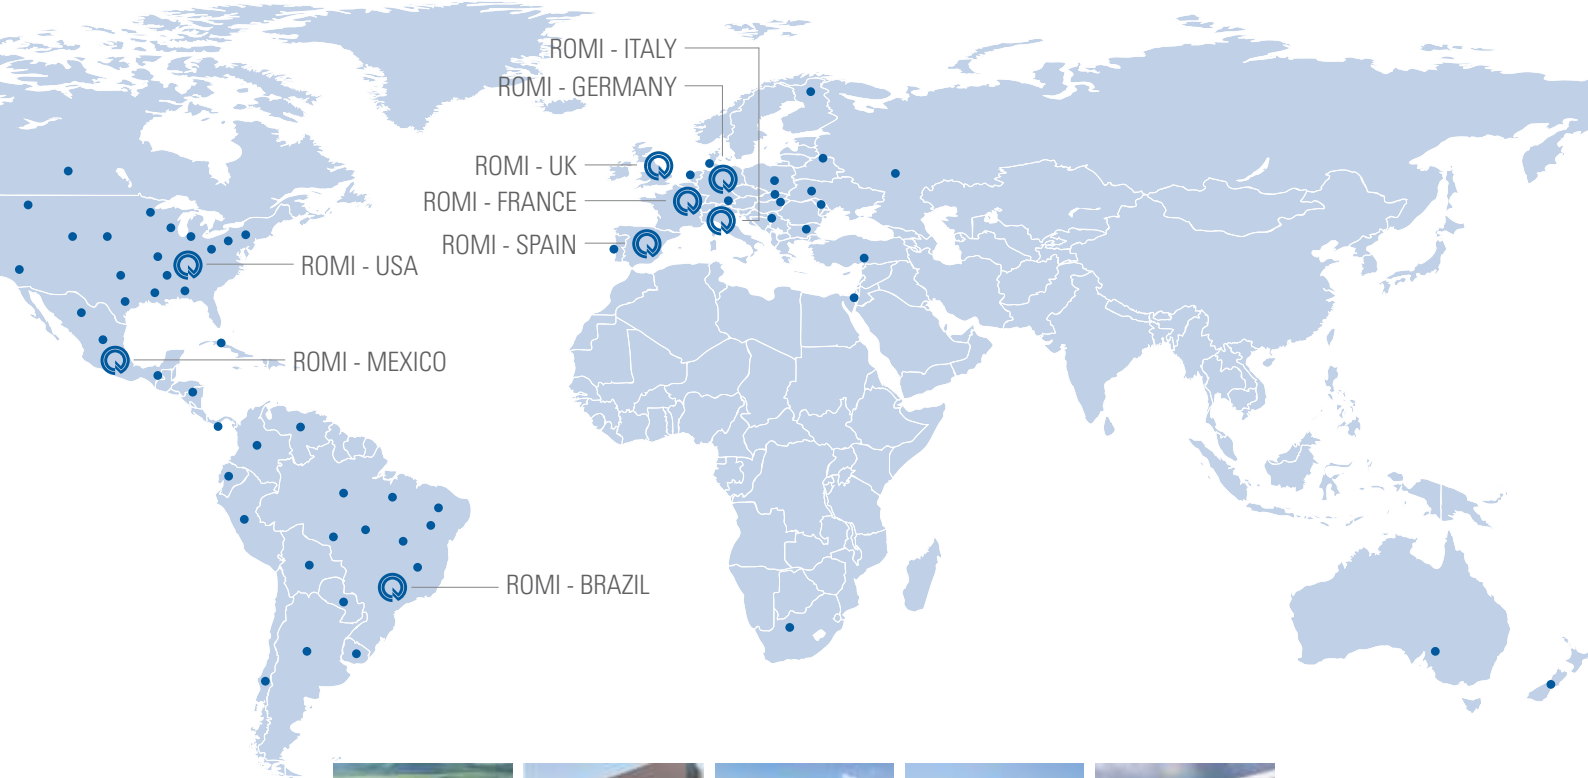 ROMI - ITALY
ROMI - GERMANY
ROMI - UK
ROMI - FRANCE
ROMI - SPAIN
ROMI - USA
ROMI - MEXICO
ROMI - BRAZIL